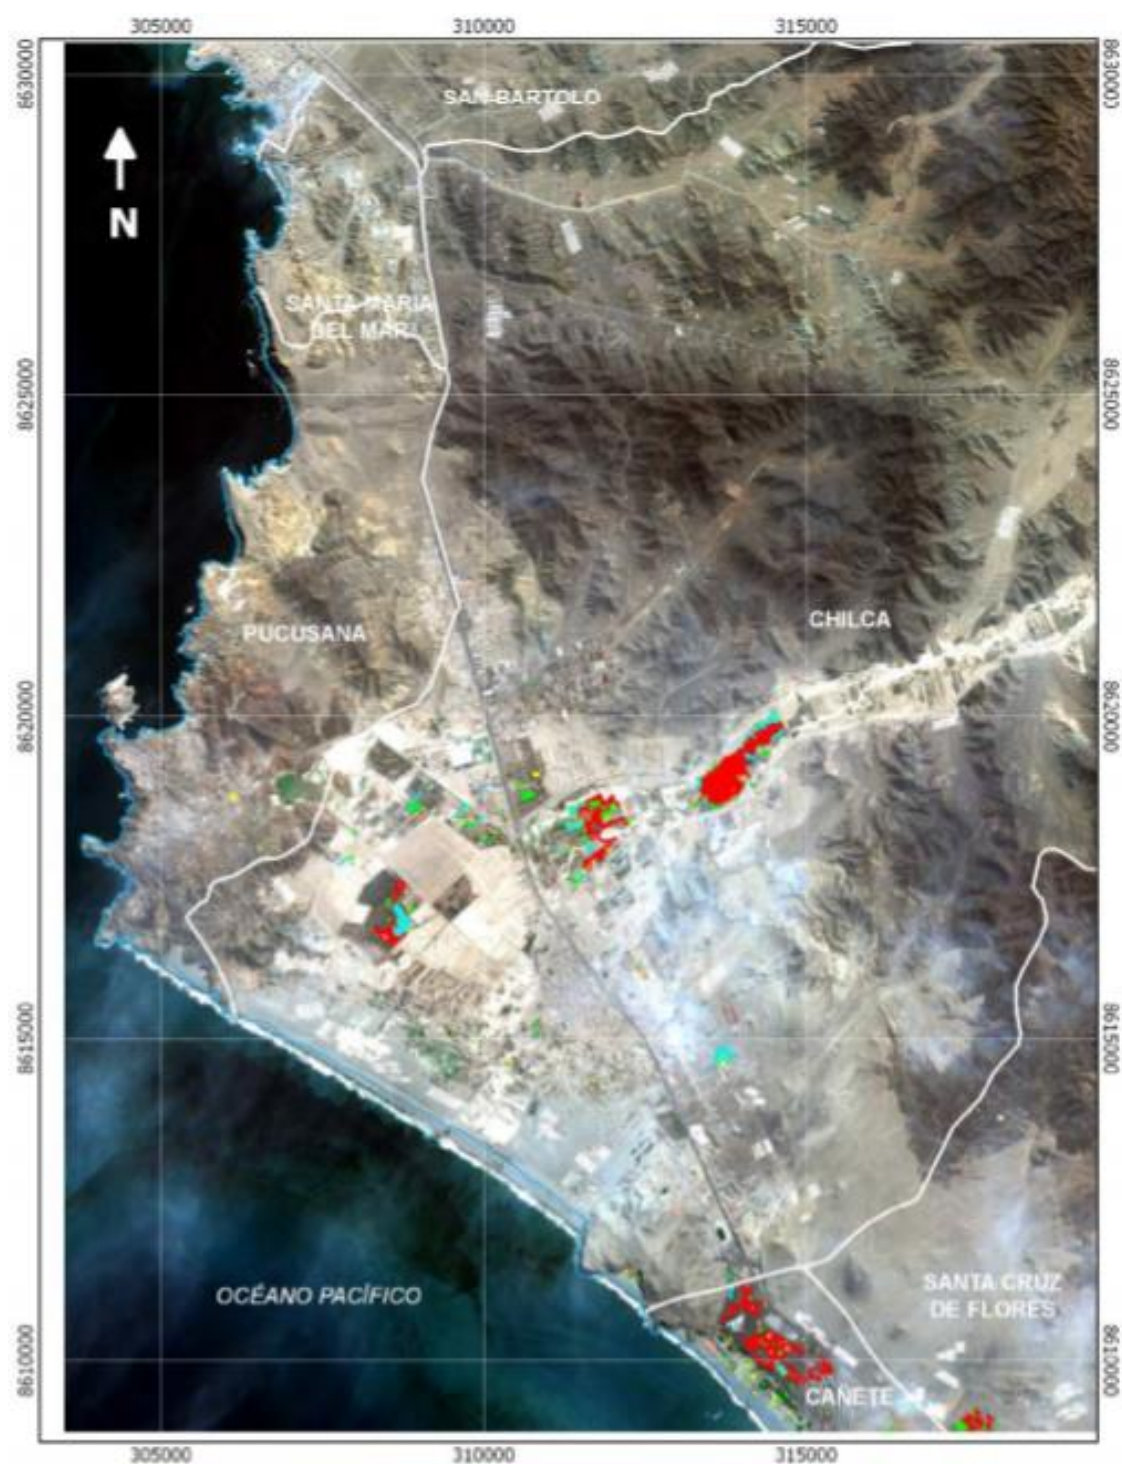 305000 310000 315000
8630000
8630000
SAN BARTOLO
N
SANTA MARIA
DEL MAR
8625000
8625000
CHILCA
PUCUSANA
8620000
8620000
8615000
8615000
SANTA CRUZ
DE FLORES
OCÉANO PACÍFICO
8610000
8610000
CAÑETE
305000 310000 315000